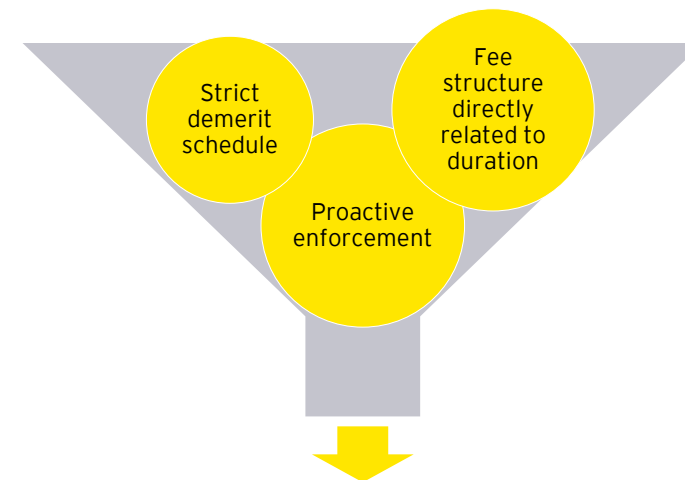 Strict
demerit
schedule
Fee
structure
directly
related to
duration
Proactive
enforcement